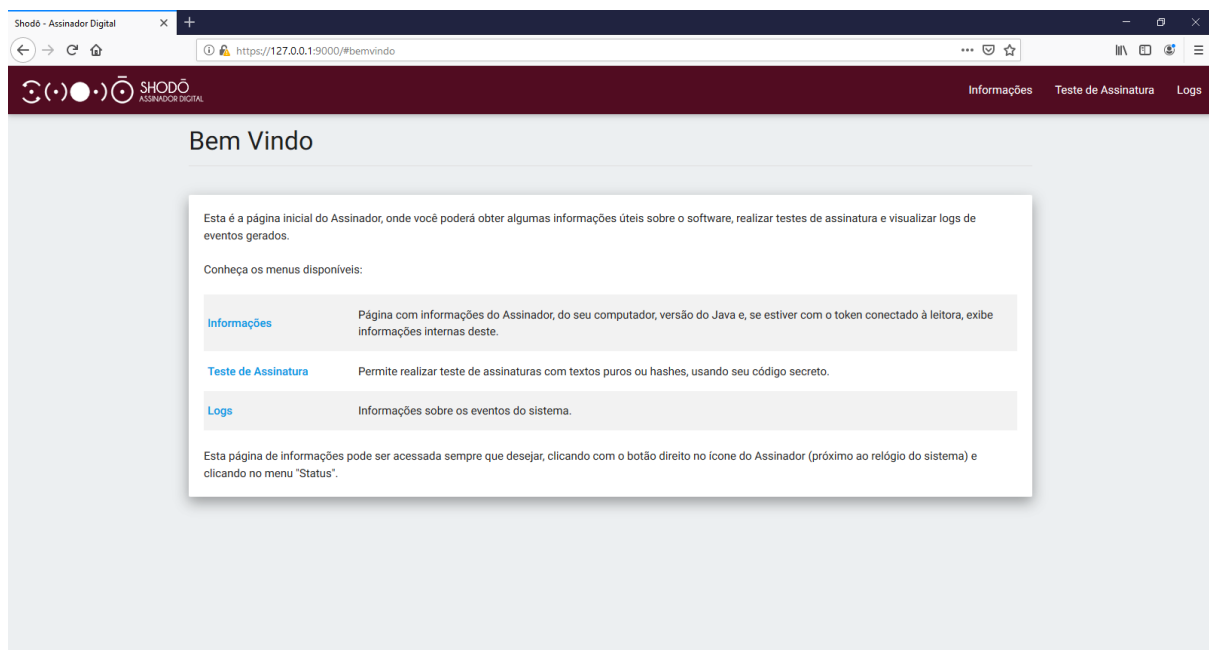 Shodō - Assinador Digital
https://127.0.0.1:9000/#bemvindo
SHODŌ
ASSINADOR DIGITAL
Informações Teste de Assinatura Logs
Bem Vindo
Esta é a página inicial do Assinador, onde você poderá obter algumas informações úteis sobre o software, realizar testes de assinatura e visualizar logs de
eventos gerados.
Conheça os menus disponíveis:
Informações
Página com informações do Assinador, do seu computador, versão do Java e, se estiver com o token conectado à leitora, exibe
informações internas deste.
Teste de Assinatura Permite realizar teste de assinaturas com textos puros ou hashes, usando seu código secreto.
Logs Informações sobre os eventos do sistema.
Esta página de informações pode ser acessada sempre que desejar, clicando com o botão direito no ícone do Assinador (próximo ao relógio do sistema) e
clicando no menu "Status".